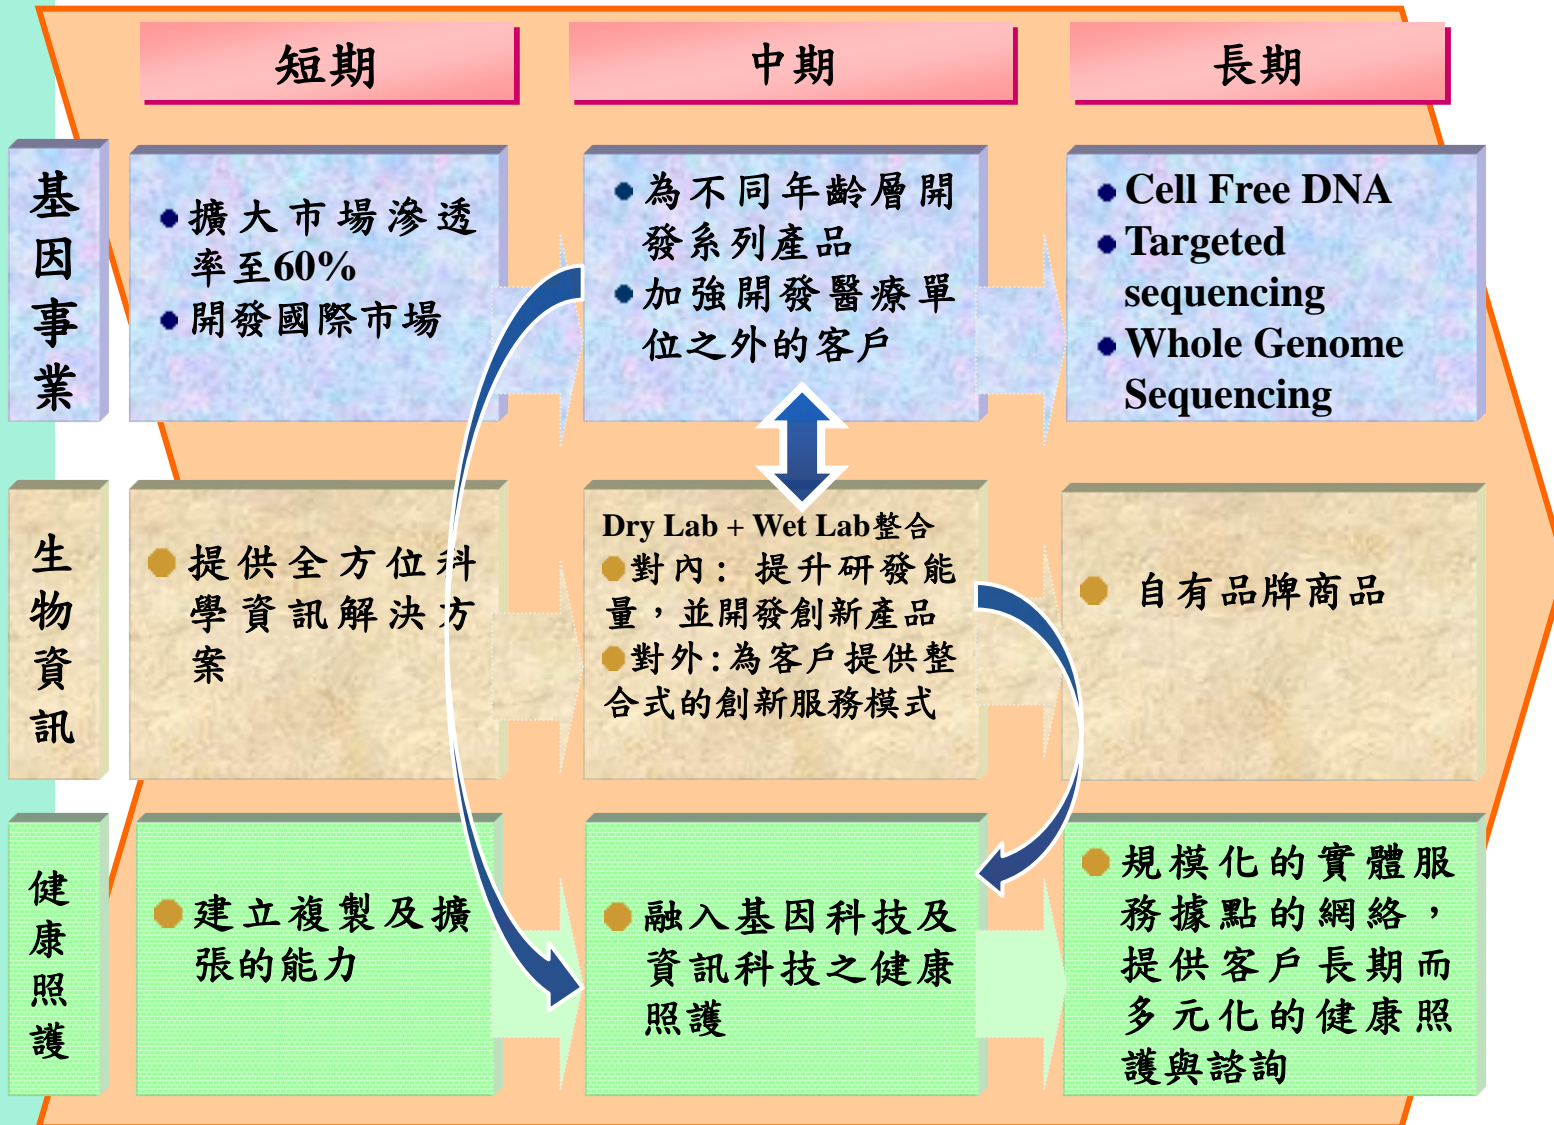 短期
中期
長期
基因事業
●擴大市場滲透
率至60%
●開發國際市場
●為不同年齡層開
發系列產品
●加強開發醫療單
位之外的客戶
●Cell Free DNA
●Targeted
sequencing
●Whole Genome
Sequencing
生物資訊
●提供全方位科
學資訊解決方
案
Dry Lab + Wet Lab整合
●對內: 提升研發能
量，並開發創新產品
●對外:為客戶提供整
合式的創新服務模式
● 自有品牌商品
健康照護
●建立複製及擴
張的能力
●融入基因科技及
資訊科技之健康
照護
●規模化的實體服
務據點的網絡，
提供客戶長期而
多元化的健康照
護與諮詢